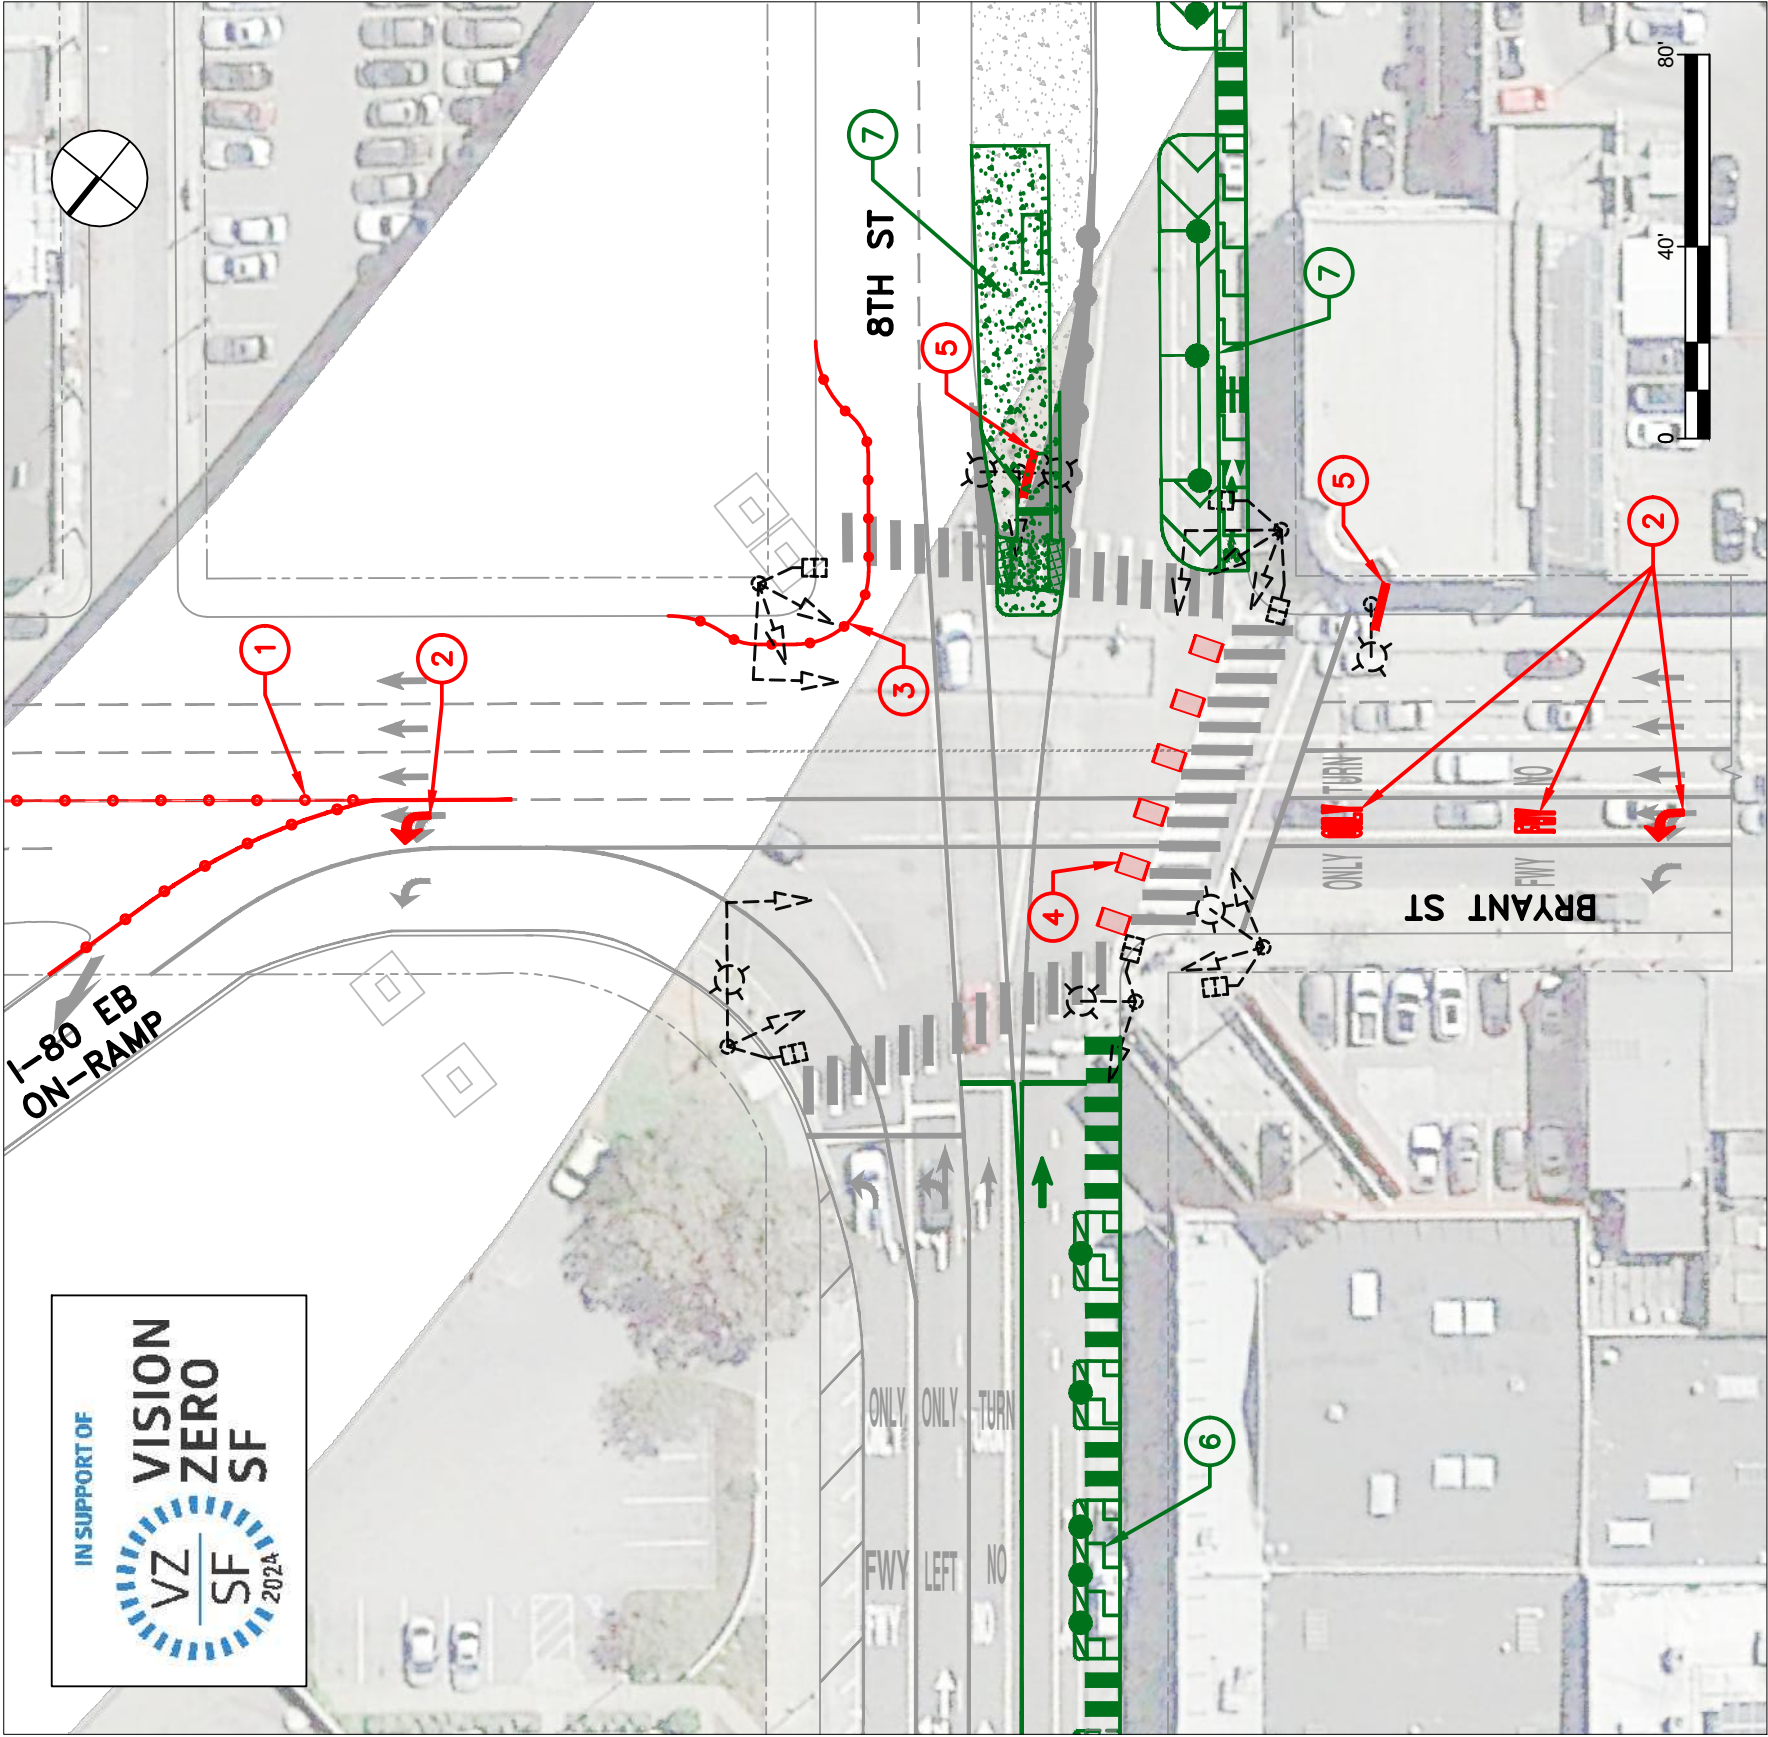 IN SUPPORT OF
VZ
SF
2024
VISION
ZERO
SF
I-80 EB
ON-RAMP
8TH ST
BRYANT ST
1
2
3
4
5
5
2
6
7
7
0
40'
80'
TURN
NO
ONLY
FWY
ONLY
ONLY
TURN
FWY
LEFT
NO